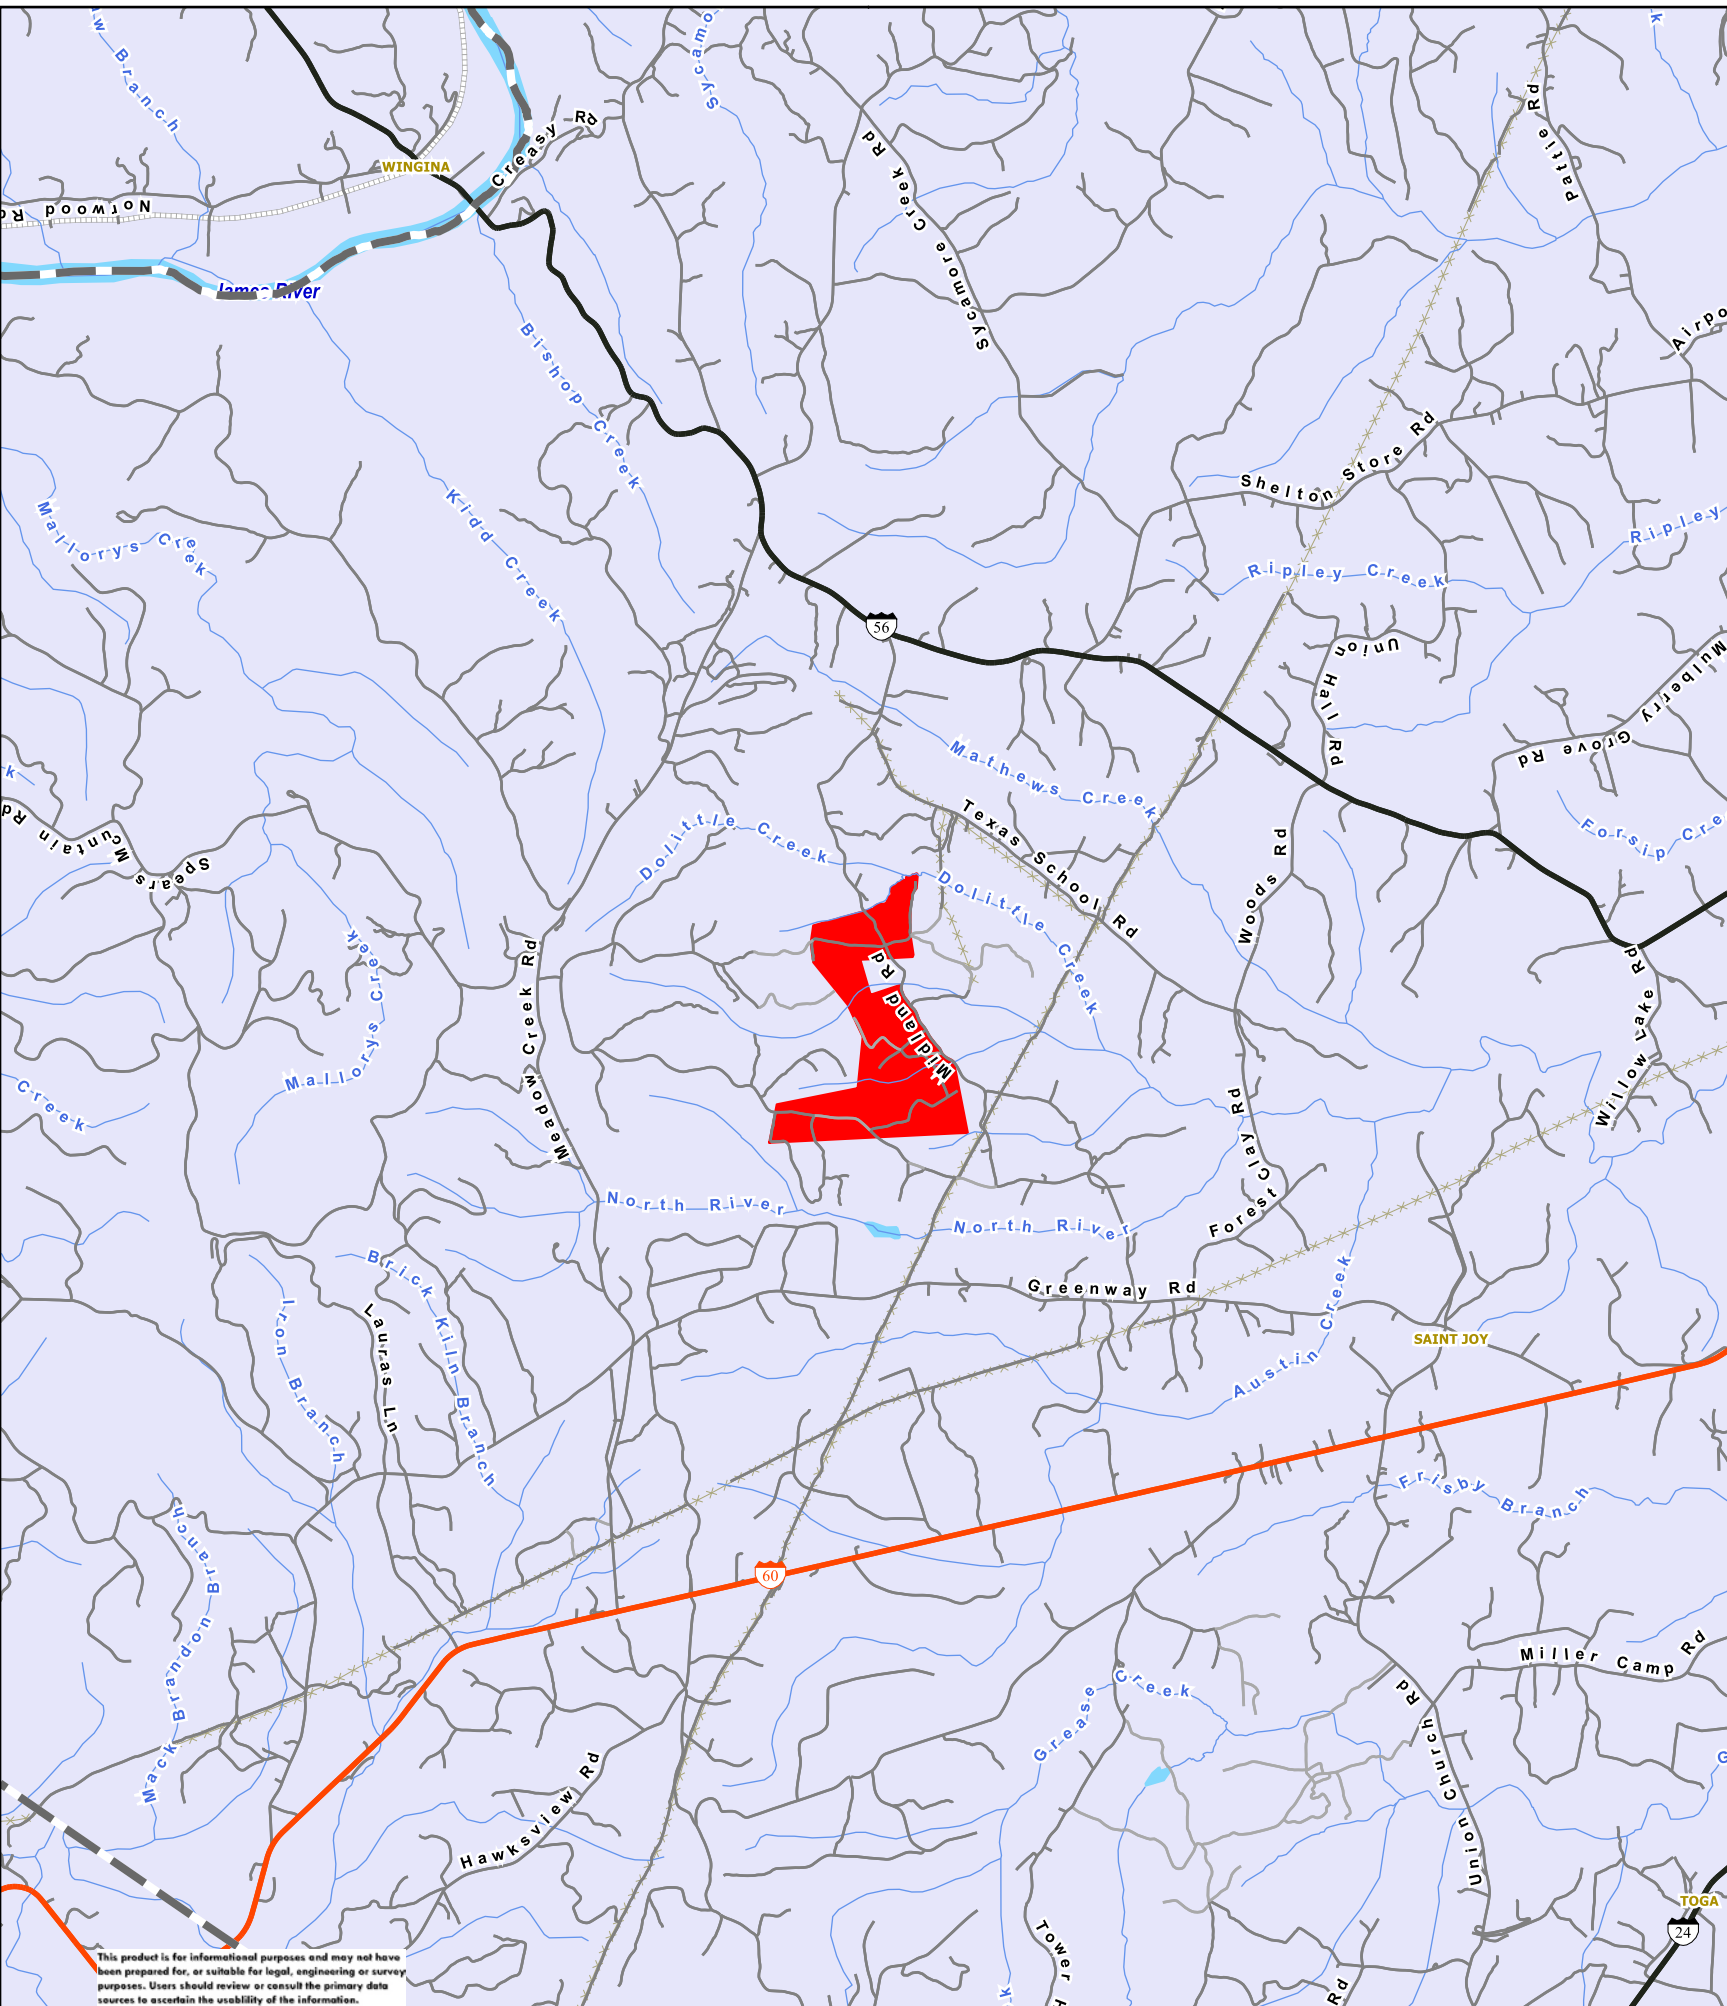 w Branch
Sycamo
k
Creasy Rd
Pattie Rd
WINGINA
Sycamore Creek Rd
Norwood Rd
James River
Airpo
Bishop Creek
Shelton Store Rd
Kidd Creek
Mallorys Creek
Ripley
Ripley Creek
56
Union Hall Rd
Mulberry Grove Rd
Mathews Creek
k
Mountain Rd
Spears
Texas School Rd
Dolittle Creek
Forsip Cre
Woods Rd
Dolittle Creek
Meadow Creek Rd
Mallorys Creek
Midland Rd
Willow Lake Rd
Creek
Forest Clay Rd
North River
North River
Brick Kiln Branch
Greenway Rd
Austin Creek
Iron Branch
Lauras Ln
SAINT JOY
Frisby Branch
Mack Brandon Branch
60
Miller Camp Rd
Grease Creek
Union Church Rd
G
Hawksview Rd
TOGA
24
Tower
k
Rd
This product is for informational purposes and may not have
been prepared for, or suitable for legal, engineering or survey
purposes. Users should review or consult the primary data
sources to ascertain the usablility of the information.